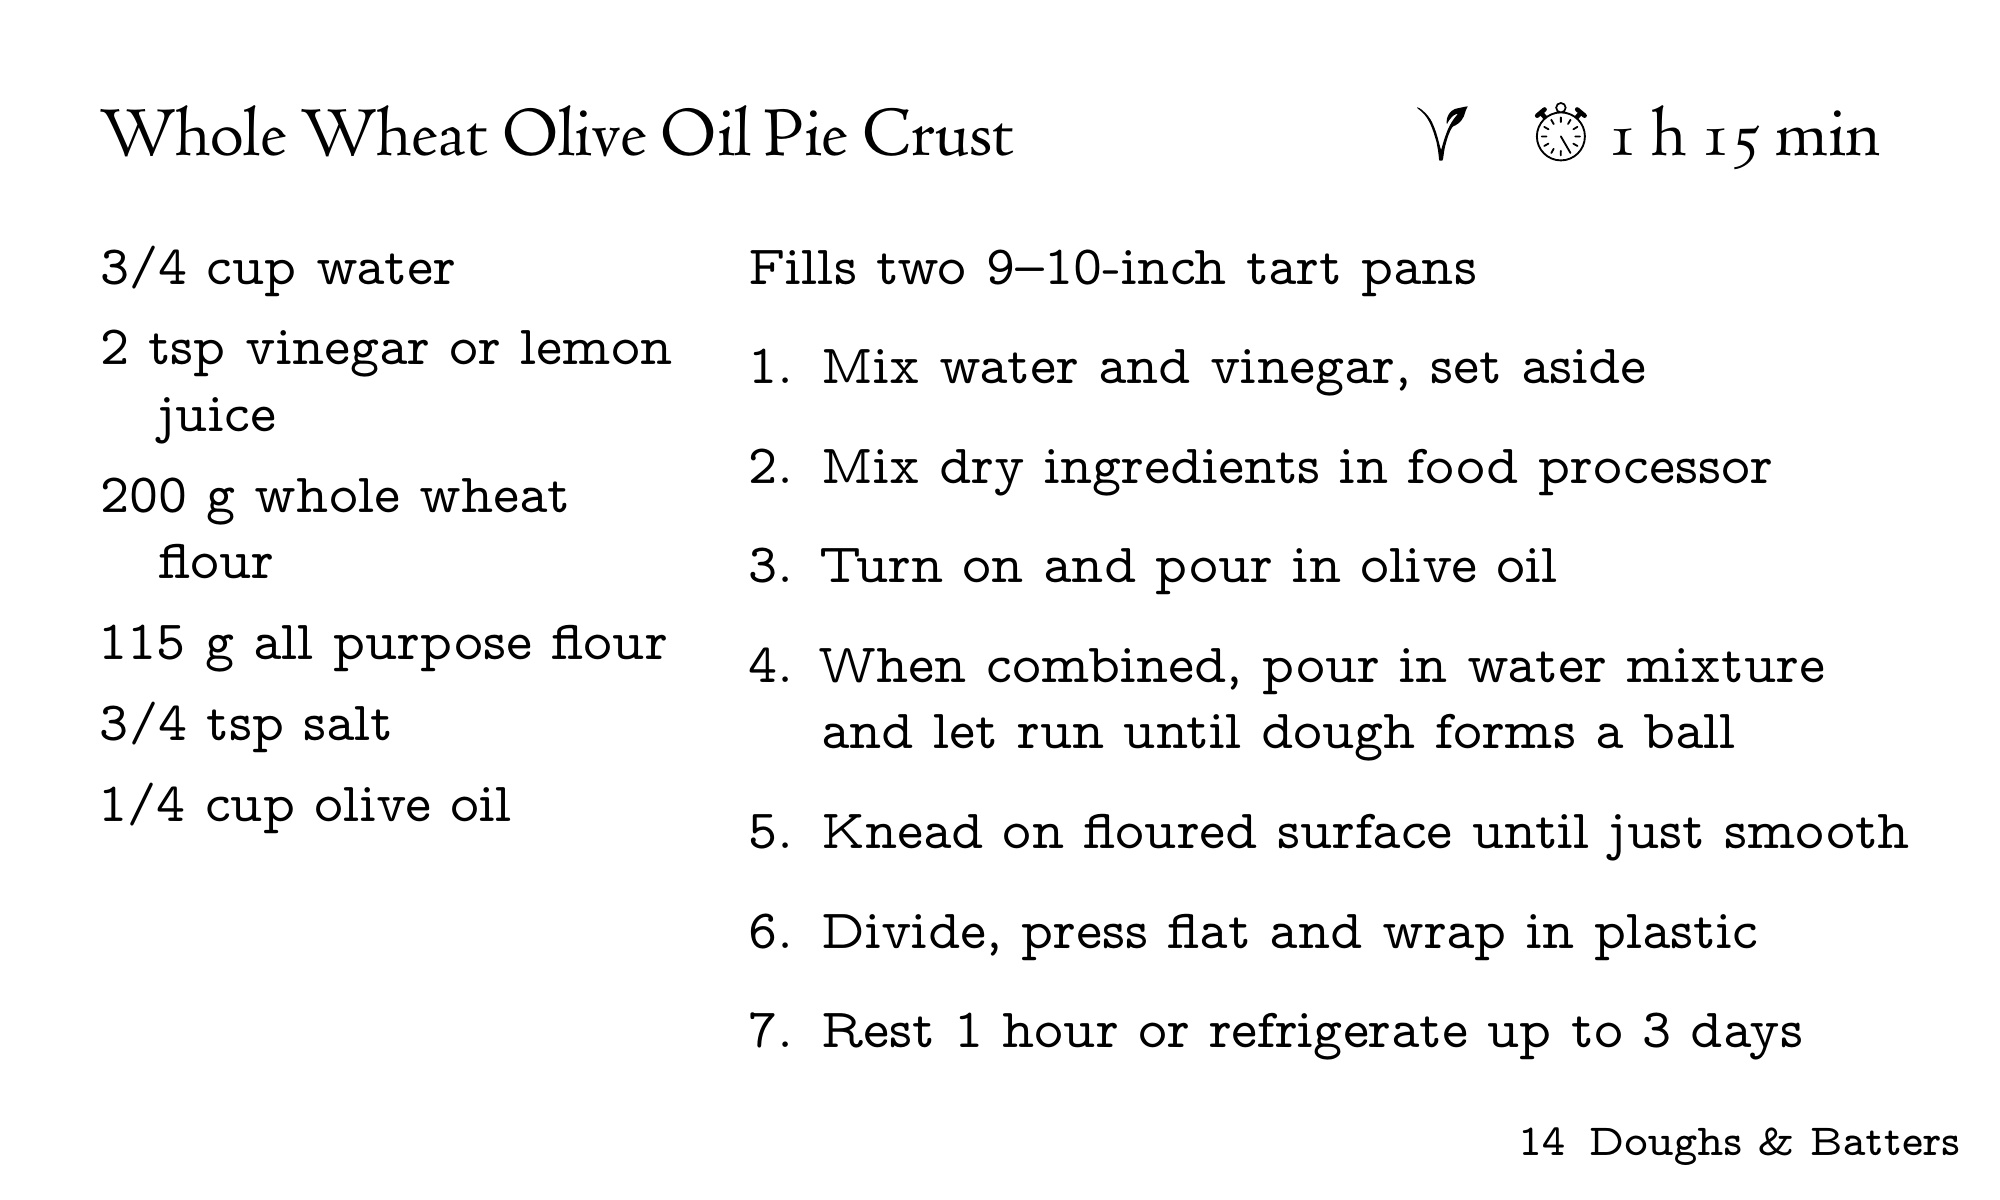 Whole Wheat Olive Oil Pie Crust
1 h 15 min
3/4 cup water
2 tsp vinegar or lemon
juice
200 g whole wheat
flour
115 g all purpose flour
3/4 tsp salt
1/4 cup olive oil
Fills two 9–10-inch tart pans
1. Mix water and vinegar, set aside
2. Mix dry ingredients in food processor
3. Turn on and pour in olive oil
4. When combined, pour in water mixture
and let run until dough forms a ball
5. Knead on floured surface until just smooth
6. Divide, press flat and wrap in plastic
7. Rest 1 hour or refrigerate up to 3 days
14 Doughs & Batters